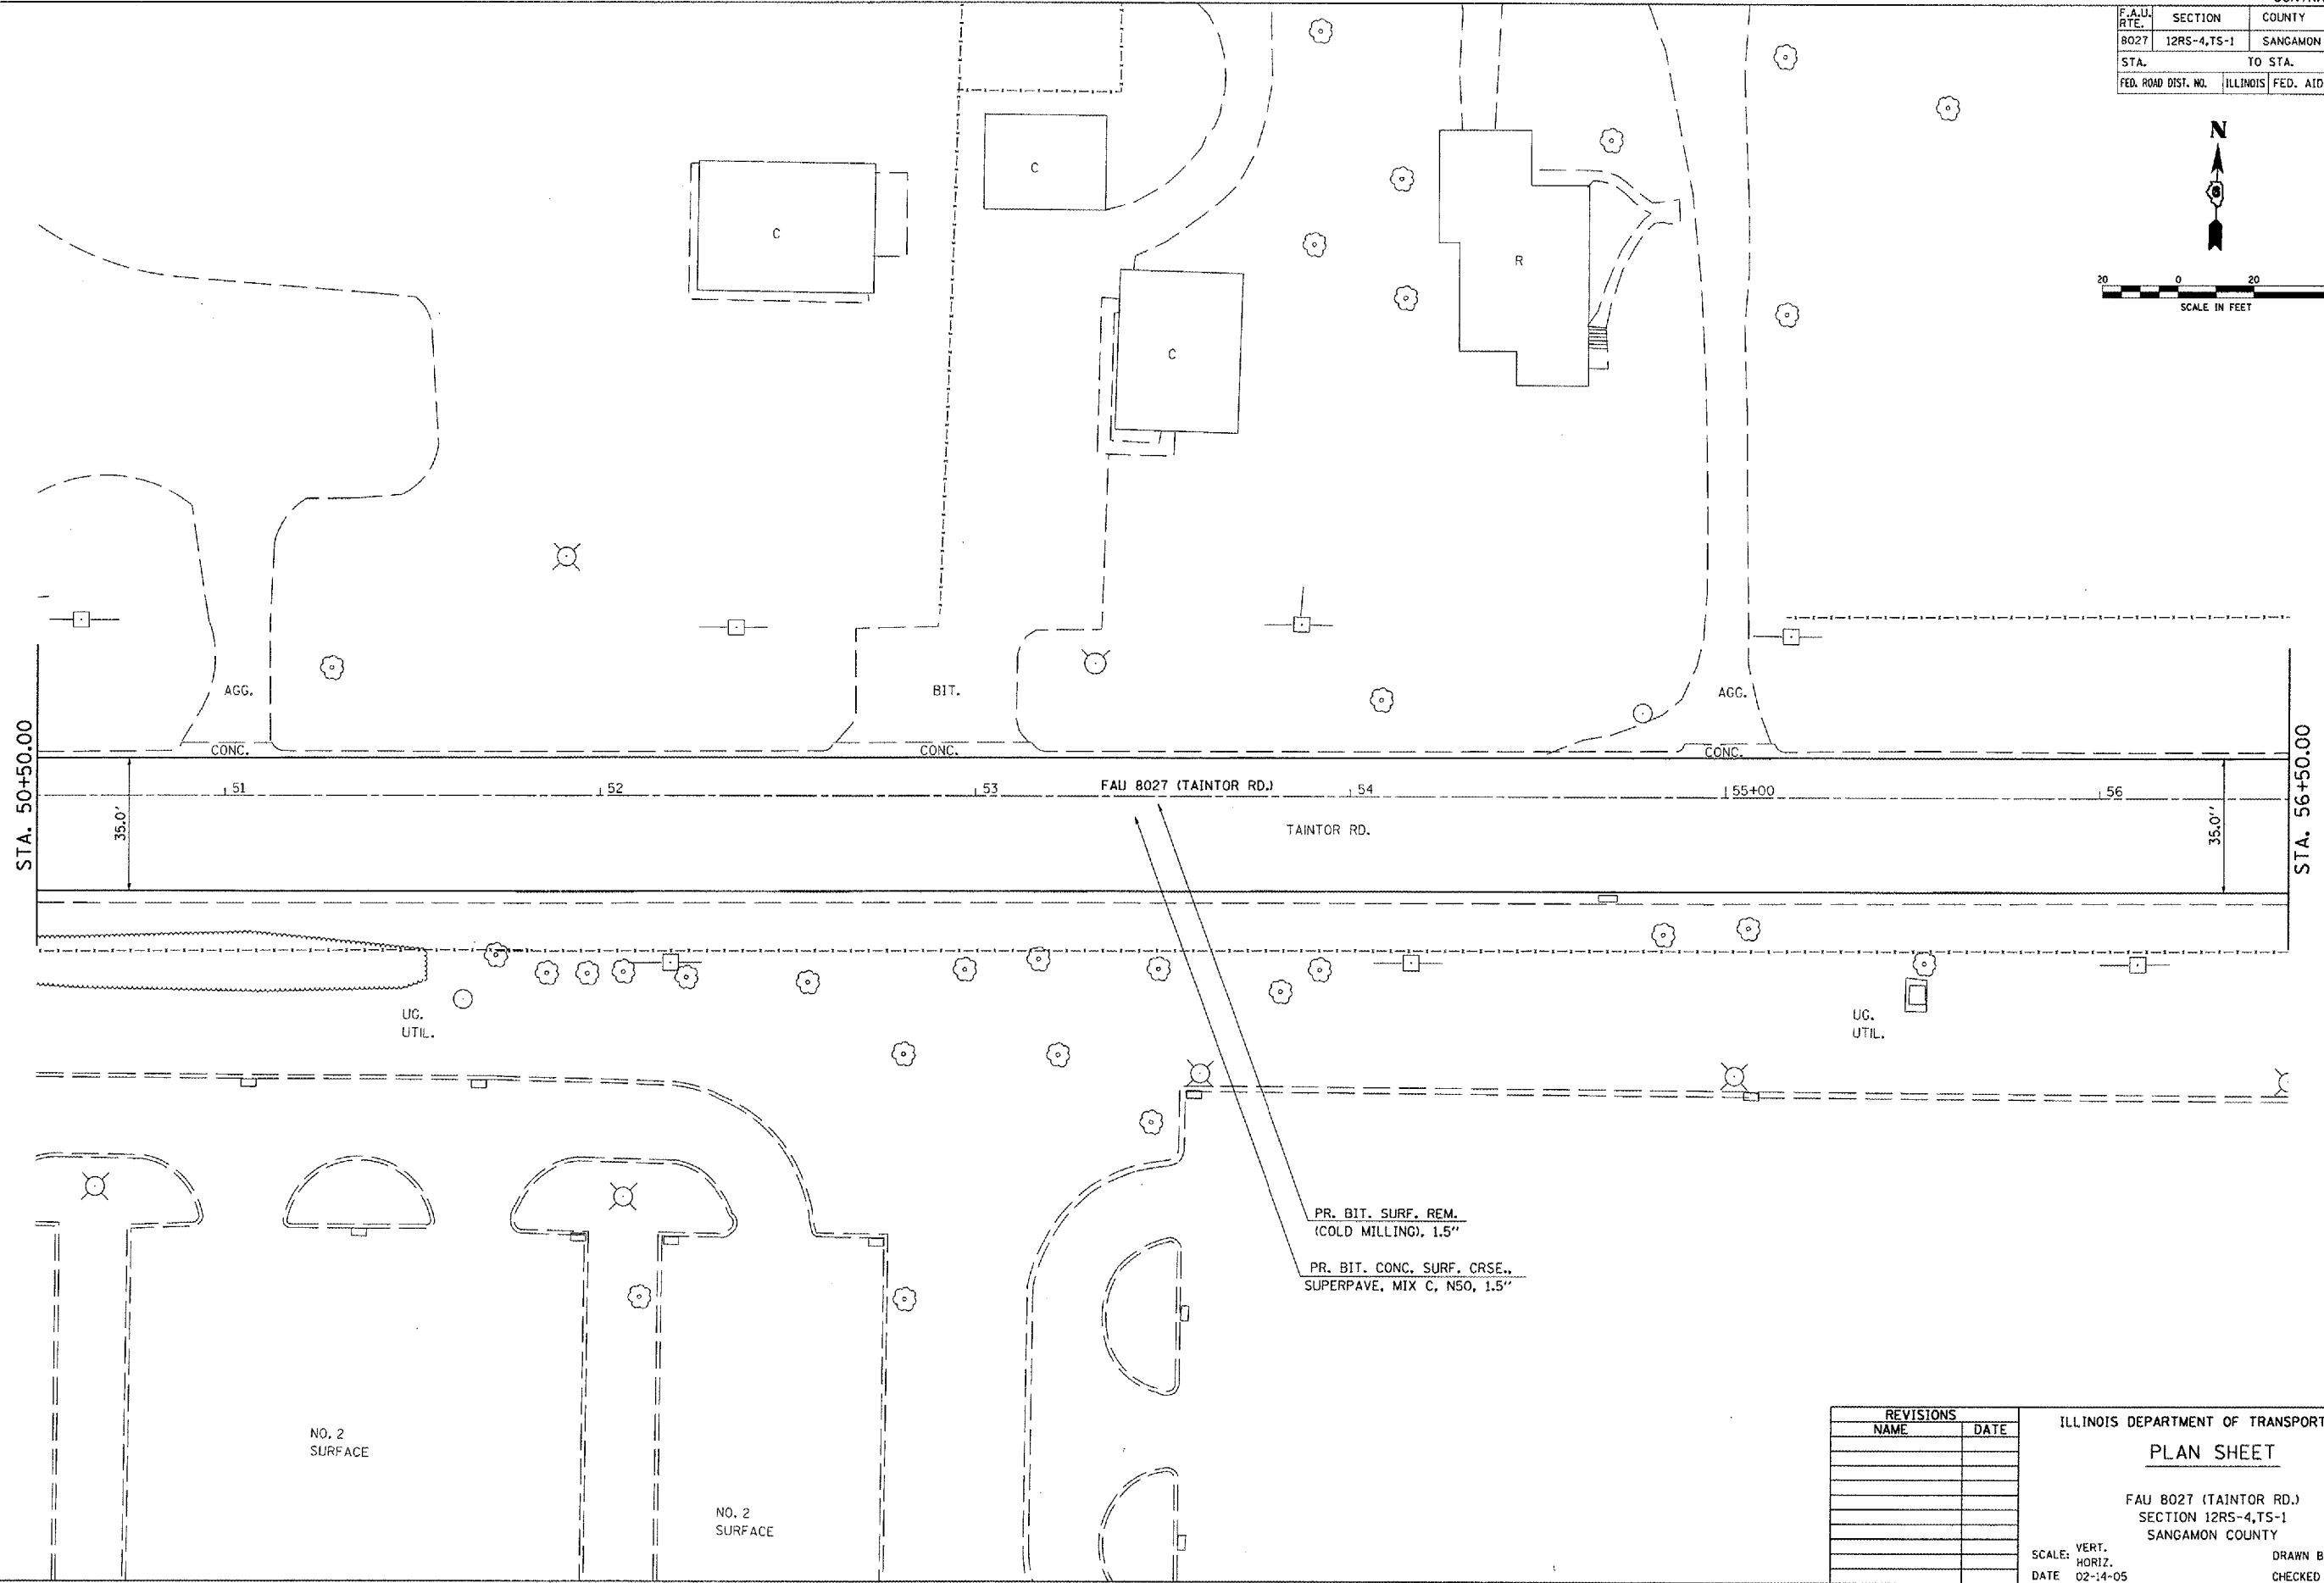 F.A.U. RTE. SECTION COUNTY
8027 12RS-4,TS-1 SANGAMON
STA. TO STA.
FED. ROAD DIST. NO. ILLINOIS FED. AID
N
20 0 20
SCALE IN FEET
C
C
C
R
AGG.
BIT.
AGG.
CONC.
CONC.
CONC.
STA. 50+50.00
STA. 56+50.00
51 52 53 FAU 8027 (TAINTOR RD.) 54 55+00 56
35.0'
35.0'
TAINTOR RD.
UG.
UTIL.
UG.
UTIL.
PR. BIT. SURF. REM.
(COLD MILLING), 1.5"
PR. BIT. CONC. SURF. CRSE.,
SUPERPAVE, MIX C, N50, 1.5"
NO. 2
SURFACE
NO. 2
SURFACE
REVISIONS
NAME DATE
ILLINOIS DEPARTMENT OF TRANSPORT
PLAN SHEET
FAU 8027 (TAINTOR RD.)
SECTION 12RS-4,TS-1
SANGAMON COUNTY
SCALE: VERT.
HORIZ.
DRAWN B
DATE 02-14-05
CHECKED